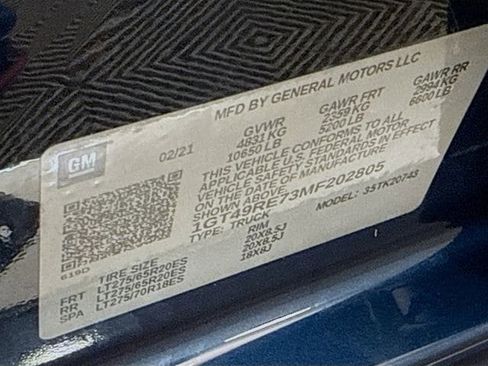 MFD BY GENERAL MOTORS LLC
GM
02/21
GVWR GAWR FRT GAWR RR
4831 KG 2359 KG 2994 KG
10650 LB 5200 LB 6600 LB
THIS VEHICLE CONFORMS TO ALL
APPLICABLE U.S. FEDERAL MOTOR
VEHICLE SAFETY STANDARDS IN EFFECT
ON THE DATE OF MANUFACTURE
SHOWN ABOVE.
1GT49RE73MF202805
TYPE: TRUCK MODEL: 35TK20743
619D
TIRE SIZE RIM
FRT LT275/65R20ES 20X8.5J
RR LT275/65R20ES 20X8.5J
SPA LT275/70R18ES 18X8J